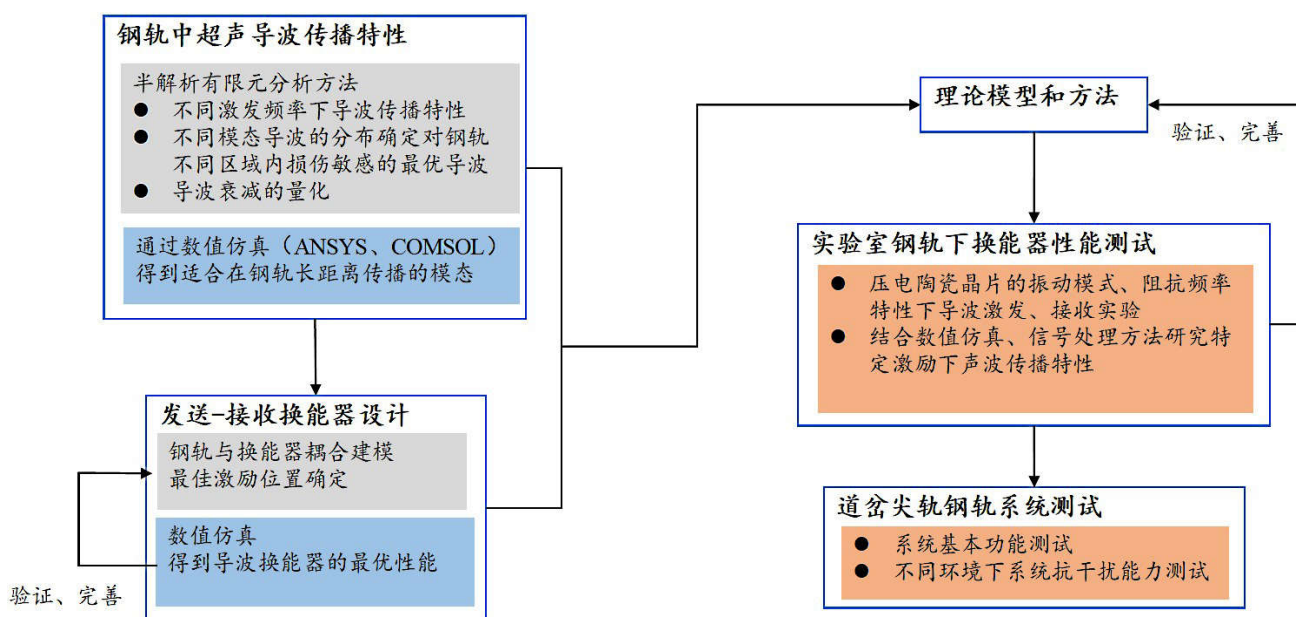 钢轨中超声导波传播特性
半解析有限元分析方法
● 不同激发频率下导波传播特性
● 不同模态导波的分布确定对钢轨
不同区域内损伤敏感的最优导波
● 导波衰减的量化
通过数值仿真（ANSYS、COMSOL）
得到适合在钢轨长距离传播的模态
发送-接收换能器设计
钢轨与换能器耦合建模
最佳激励位置确定
数值仿真
得到导波换能器的最优性能
验证、完善
理论模型和方法
验证、完善
实验室钢轨下换能器性能测试
● 压电陶瓷晶片的振动模式、阻抗频率
特性下导波激发、接收实验
● 结合数值仿真、信号处理方法研究特
定激励下声波传播特性
道岔尖轨钢轨系统测试
● 系统基本功能测试
● 不同环境下系统抗干扰能力测试